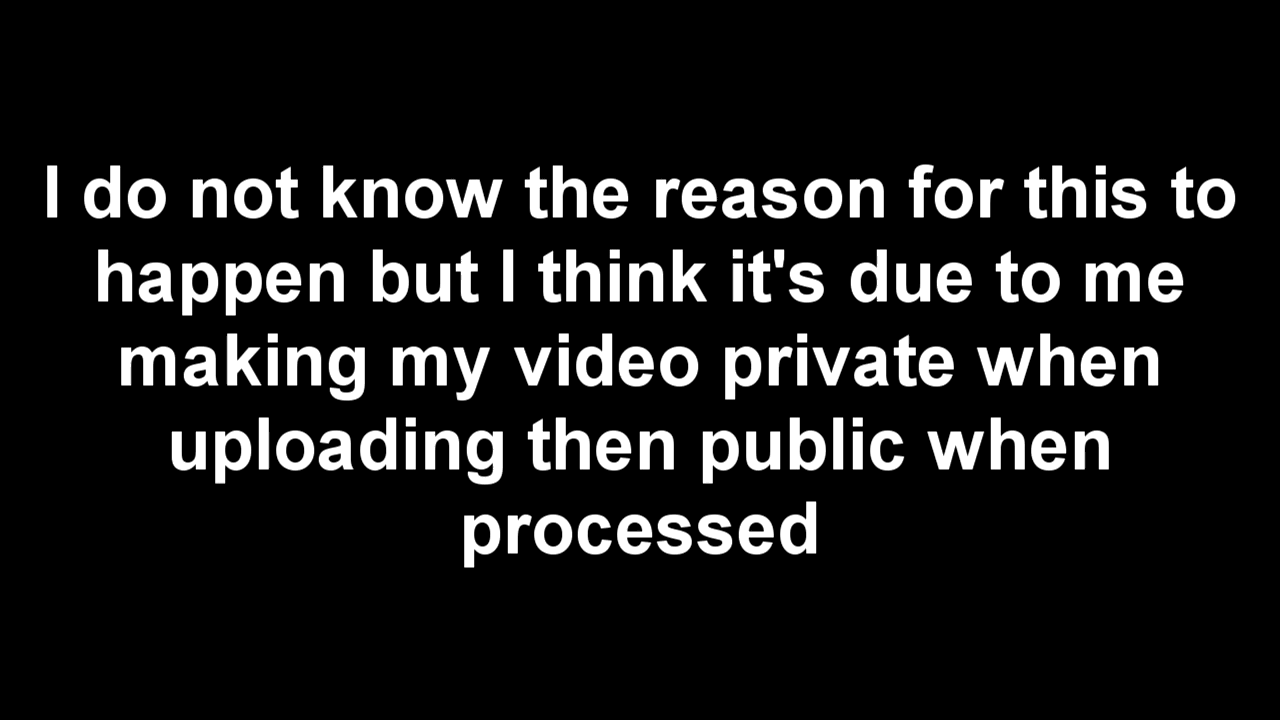 I do not know the reason for this to
happen but I think it's due to me
making my video private when
uploading then public when
processed